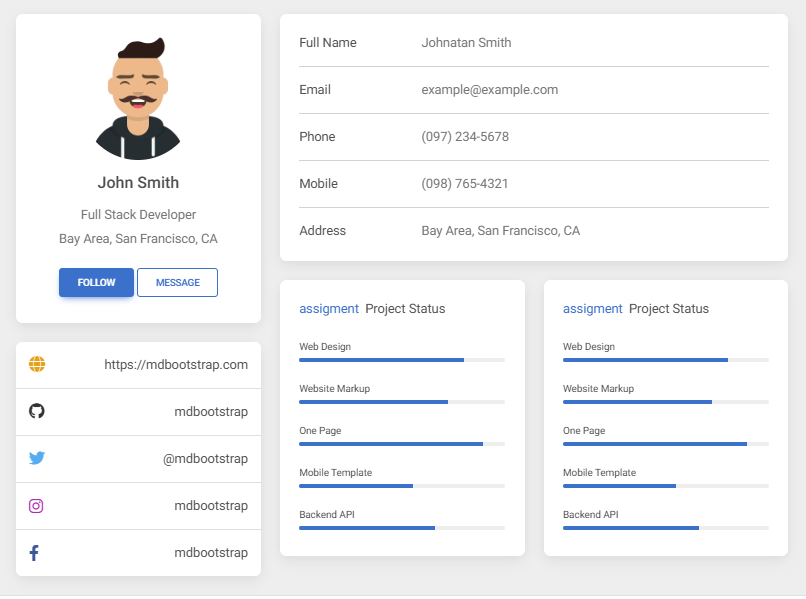 John Smith
Full Stack Developer
Bay Area, San Francisco, CA
FOLLOW MESSAGE
https://mdbootstrap.com
mdbootstrap
@mdbootstrap
mdbootstrap
mdbootstrap
Full Name Johnatan Smith
Email example@example.com
Phone (097) 234-5678
Mobile (098) 765-4321
Address Bay Area, San Francisco, CA
assigment Project Status
Web Design
Website Markup
One Page
Mobile Template
Backend API
assigment Project Status
Web Design
Website Markup
One Page
Mobile Template
Backend API